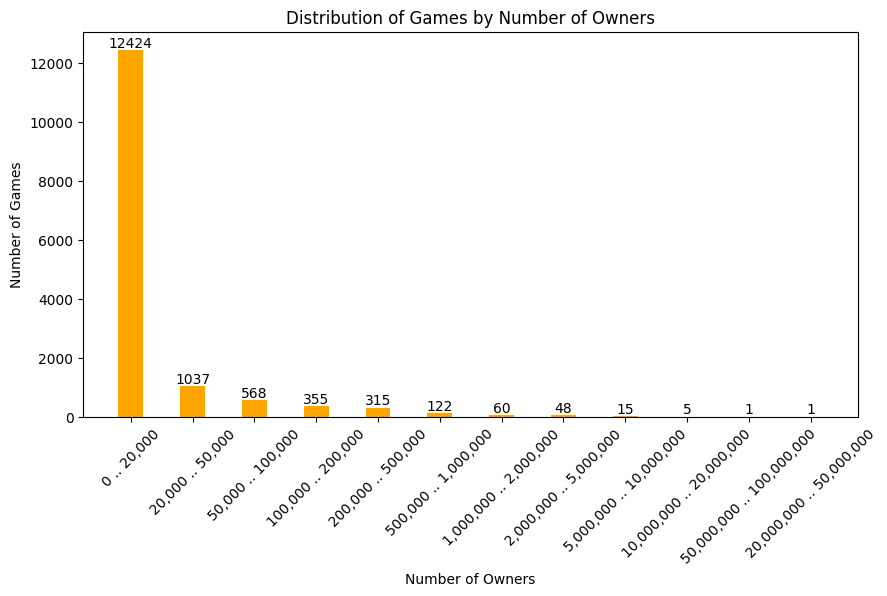 Distribution of Games by Number of Owners
Number of Games
12000
10000
8000
6000
4000
2000
0
12424
1037
568
355
315
122
60
48
15
5
1
1
0 .. 20,000
20,000 .. 50,000
50,000 .. 100,000
100,000 .. 200,000
200,000 .. 500,000
500,000 .. 1,000,000
1,000,000 .. 2,000,000
2,000,000 .. 5,000,000
5,000,000 .. 10,000,000
10,000,000 .. 20,000,000
50,000,000 .. 100,000,000
20,000,000 .. 50,000,000
Number of Owners